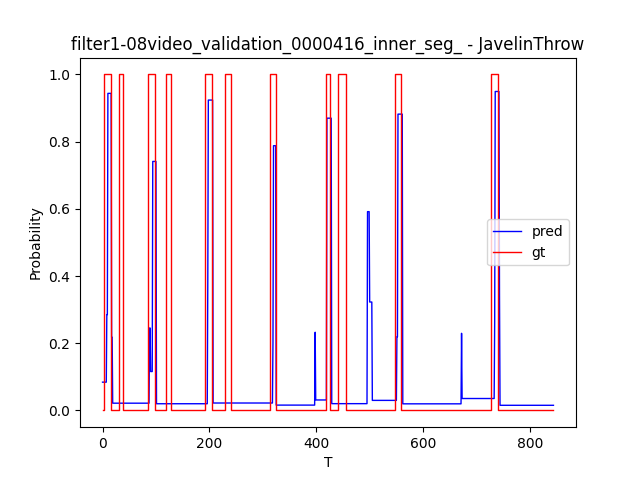 filter1-08video_validation_0000416_inner_seg_ - JavelinThrow
1.0
0.8
0.6
0.4
0.2
0.0
Probability
pred
gt
0
200
400
600
800
T